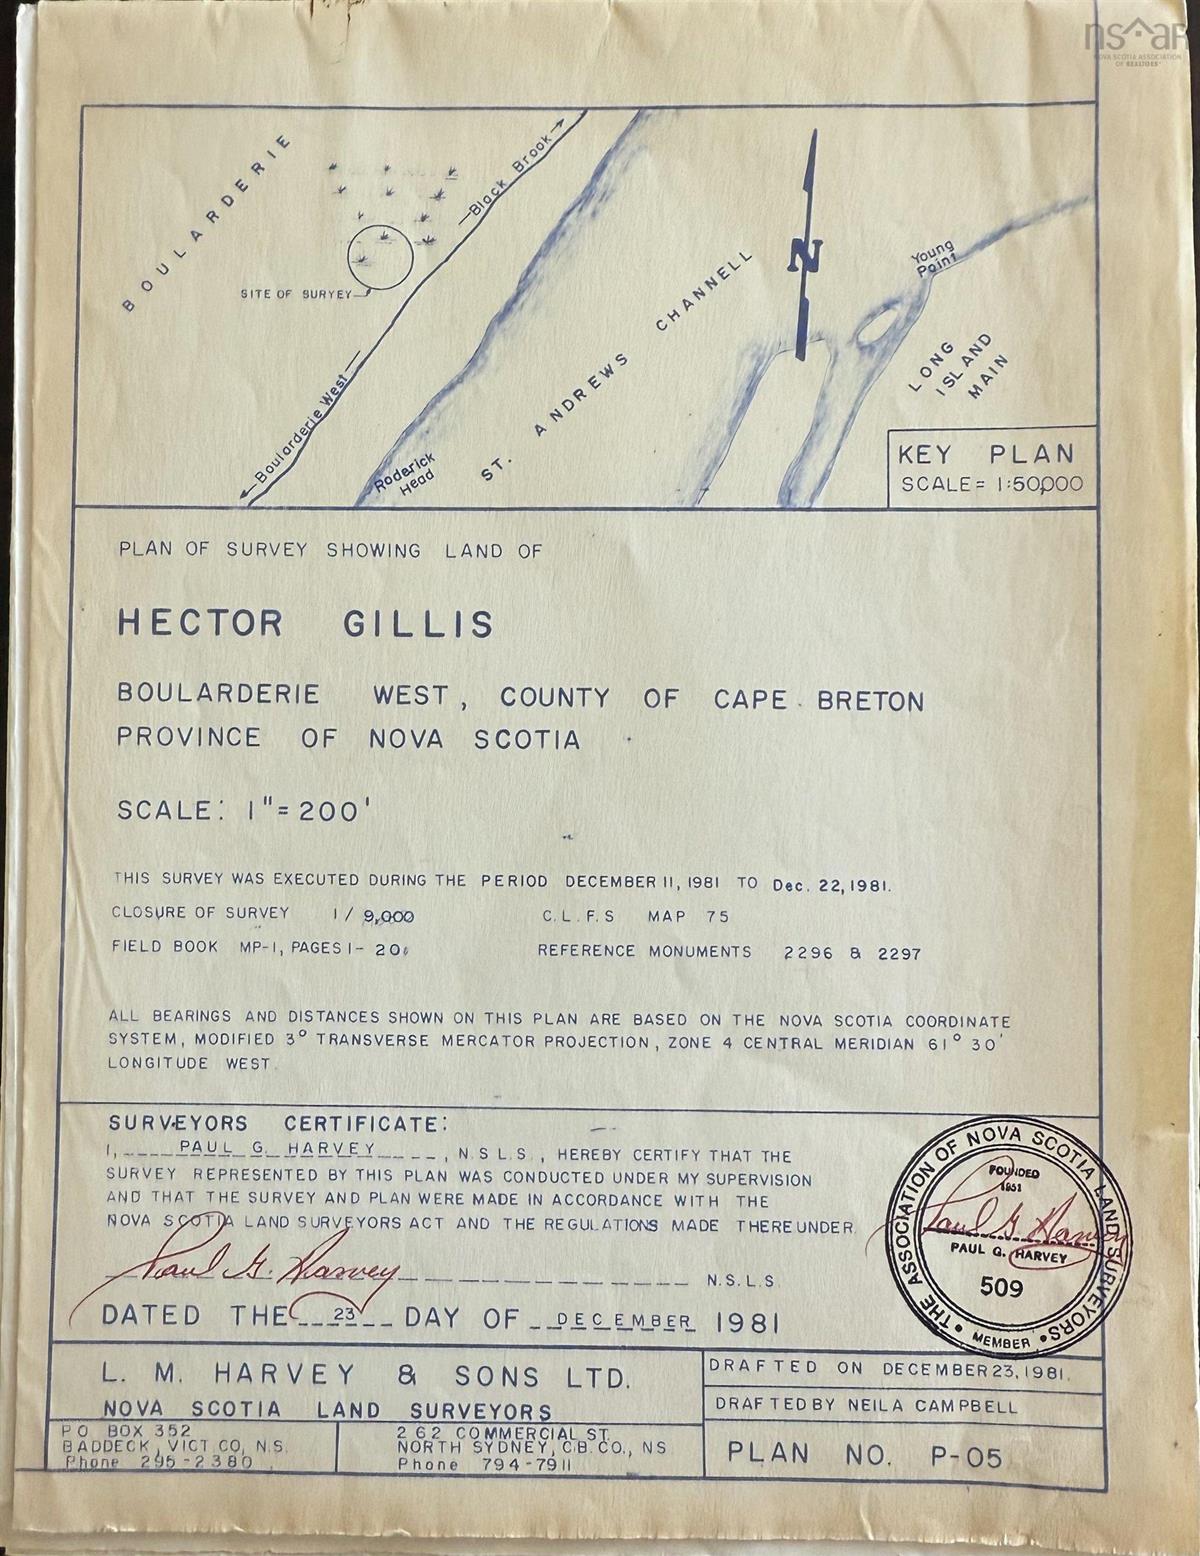 nsar
NOVA SCOTIA ASSOCIATION
OF REALTORS
BOULARDERIE
Black Brook
SITE OF SURYEY
Boularderie West
Roderick
Head
ST. ANDREWS CHANNELL
N
Young
Point
LONG
ISLAND
MAIN
KEY PLAN
SCALE= 1:50,000
PLAN OF SURVEY SHOWING LAND OF
HECTOR GILLIS
BOULARDERIE WEST, COUNTY OF CAPE BRETON
PROVINCE OF NOVA SCOTIA
SCALE: 1"=200'
THIS SURVEY WAS EXECUTED DURING THE PERIOD DECEMBER 11, 1981 TO Dec. 22, 1981.
CLOSURE OF SURVEY 1/9,000 C.L.F.S MAP 75
FIELD BOOK MP-1, PAGES 1-20 REFERENCE MONUMENTS 2296 & 2297
ALL BEARINGS AND DISTANCES SHOWN ON THIS PLAN ARE BASED ON THE NOVA SCOTIA COORDINATE
SYSTEM, MODIFIED 3° TRANSVERSE MERCATOR PROJECTION, ZONE 4 CENTRAL MERIDIAN 61° 30'
LONGITUDE WEST.
SURVEYORS CERTIFICATE:
I, PAUL G. HARVEY, N.S.L.S., HEREBY CERTIFY THAT THE
SURVEY REPRESENTED BY THIS PLAN WAS CONDUCTED UNDER MY SUPERVISION
AND THAT THE SURVEY AND PLAN WERE MADE IN ACCORDANCE WITH THE
NOVA SCOTIA LAND SURVEYORS ACT AND THE REGULATIONS MADE THEREUNDER.
Paul G. Harvey N.S.L.S.
DATED THE 23 DAY OF DECEMBER 1981
THE ASSOCIATION OF NOVA SCOTIA LAND SURVEYORS
FOUNDED
1951
Paul G. Harvey
PAUL G. HARVEY
509
MEMBER
L. M. HARVEY & SONS LTD.
NOVA SCOTIA LAND SURVEYORS
P O BOX 352
BADDECK, VICT CO, N.S.
Phone 295-2380
262 COMMERCIAL ST.
NORTH SYDNEY, C.B. CO., NS
Phone 794-7911
DRAFTED ON DECEMBER 23, 1981.
DRAFTED BY NEILA CAMPBELL
PLAN NO. P-05